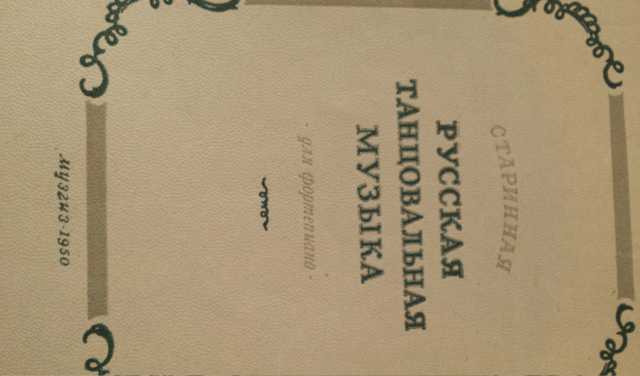 СТАРИННАЯ
РУССКАЯ
ТАНЦОВАЛЬНАЯ
МУЗЫКА
· для фортепиано ·
МУЗГИЗ·1950